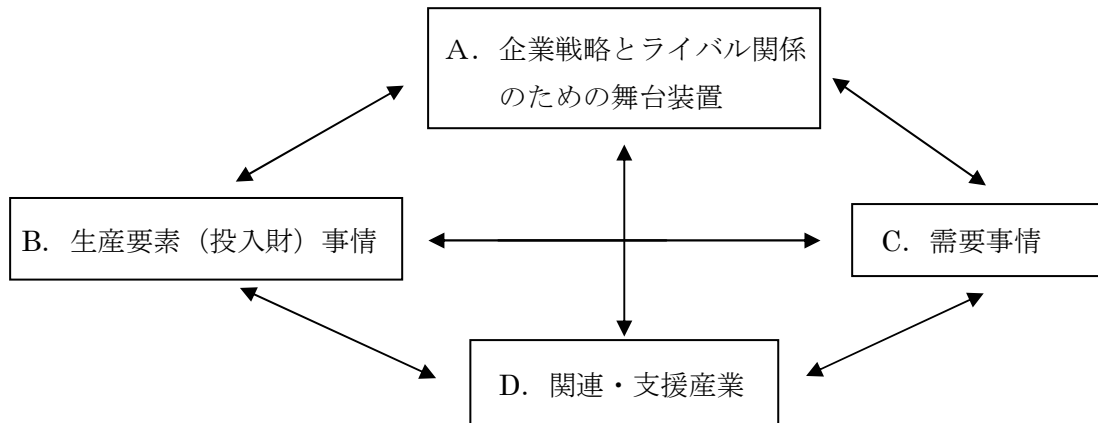 A．企業戦略とライバル関係
のための舞台装置
B．生産要素（投入財）事情
C．需要事情
D．関連・支援産業